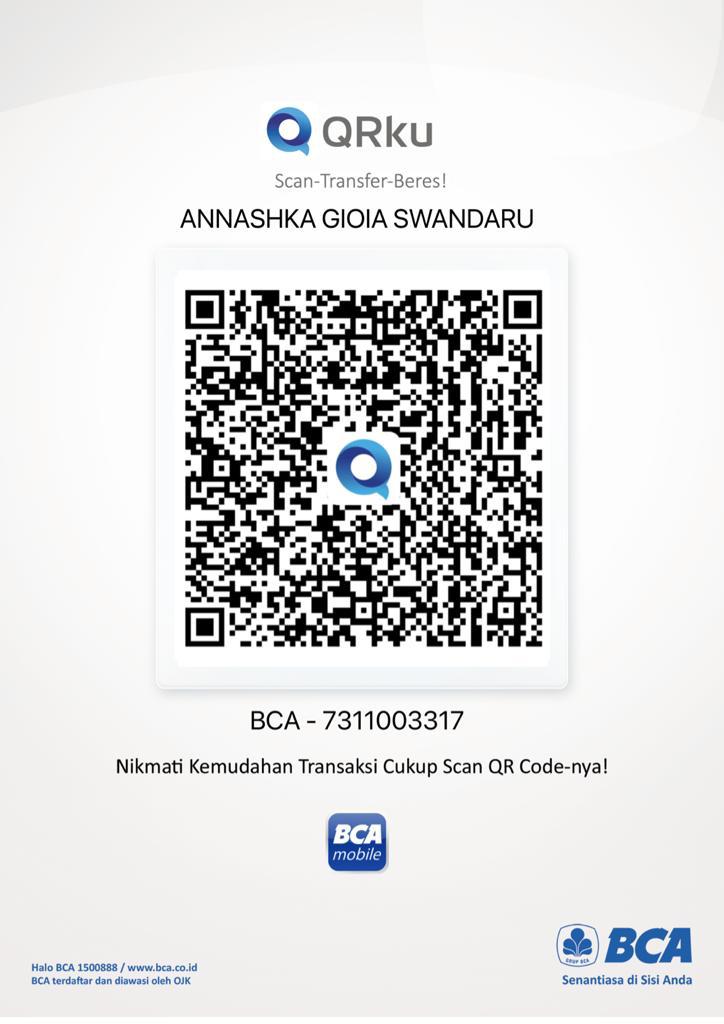 QRku
Scan-Transfer-Beres!
ANNASHKA GIOIA SWANDARU
BCA - 7311003317
Nikmati Kemudahan Transaksi Cukup Scan QR Code-nya!
BCA
mobile
Halo BCA 1500888 / www.bca.co.id
BCA terdaftar dan diawasi oleh OJK
GRUP BCA
BCA
Senantiasa di Sisi Anda